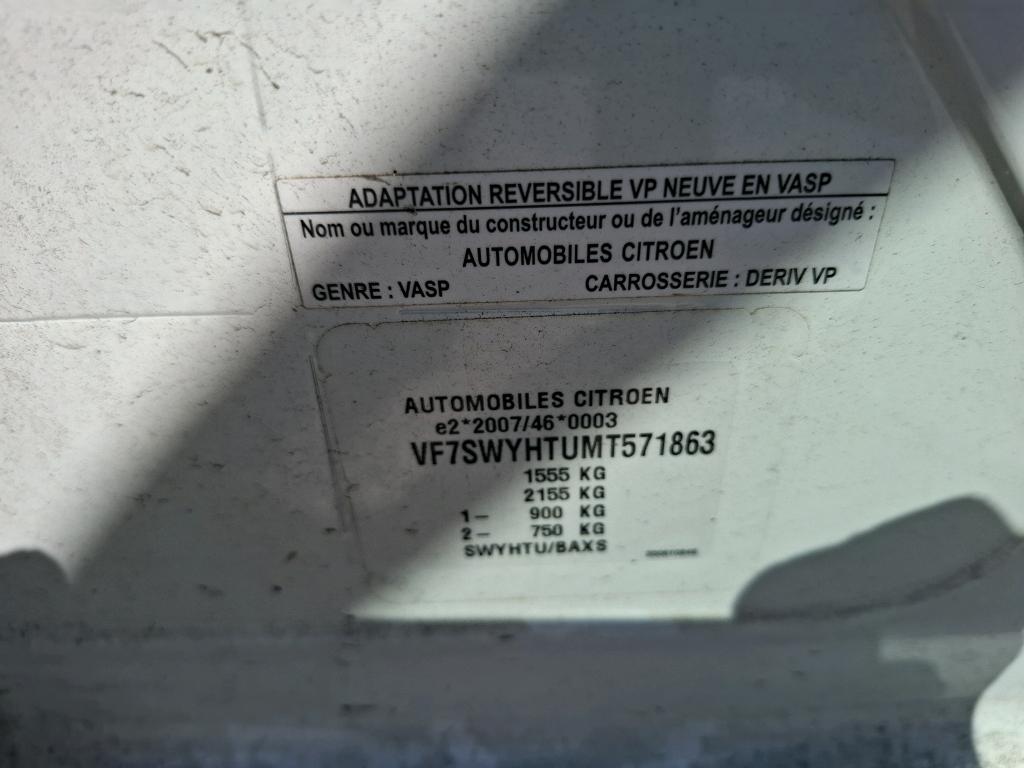 ADAPTATION REVERSIBLE VP NEUVE EN VASP
Nom ou marque du constructeur ou de l'aménageur désigné :
AUTOMOBILES CITROEN
GENRE : VASP CARROSSERIE : DERIV VP
AUTOMOBILES CITROEN
e2*2007/46*0003
VF7SWYHTUMT571863
1555 KG
2155 KG
1– 900 KG
2– 750 KG
SWYHTU/BAXS